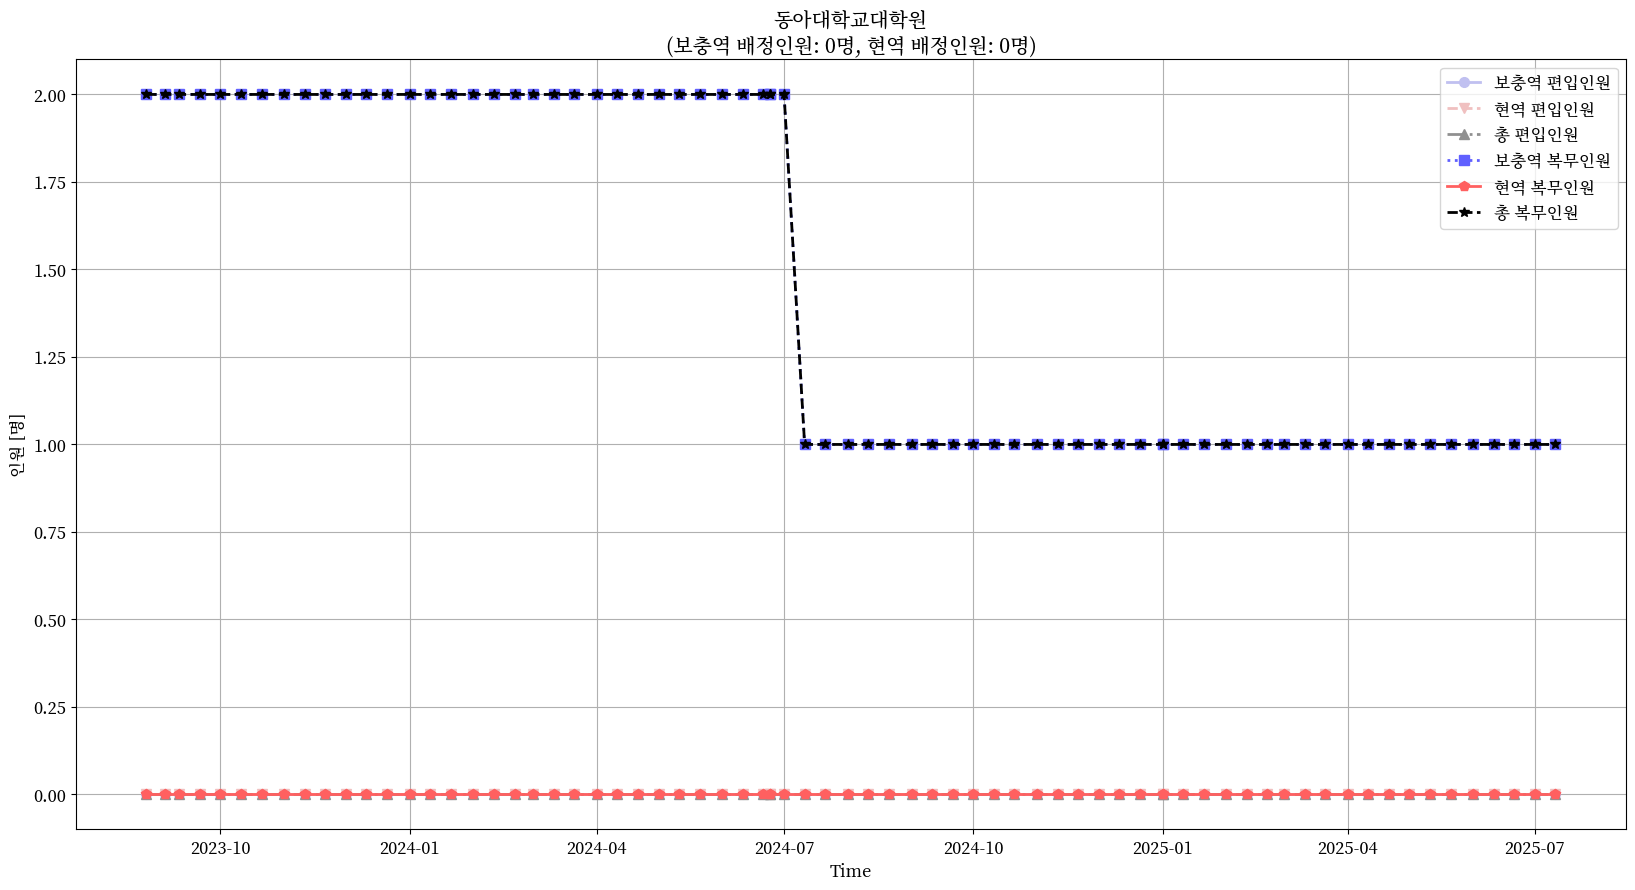 동아대학교대학원
(보충역 배정인원: 0명, 현역 배정인원: 0명)
보충역 편입인원
현역 편입인원
총 편입인원
보충역 복무인원
현역 복무인원
총 복무인원
인원 [명]
2.00
1.75
1.50
1.25
1.00
0.75
0.50
0.25
0.00
2023-10
2024-01
2024-04
2024-07
2024-10
2025-01
2025-04
2025-07
Time